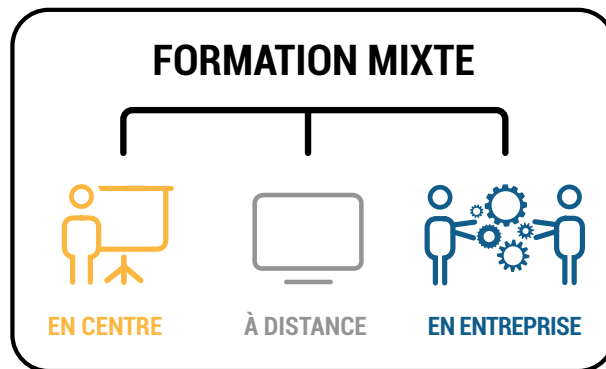 FORMATION MIXTE
EN CENTRE
À DISTANCE
EN ENTREPRISE